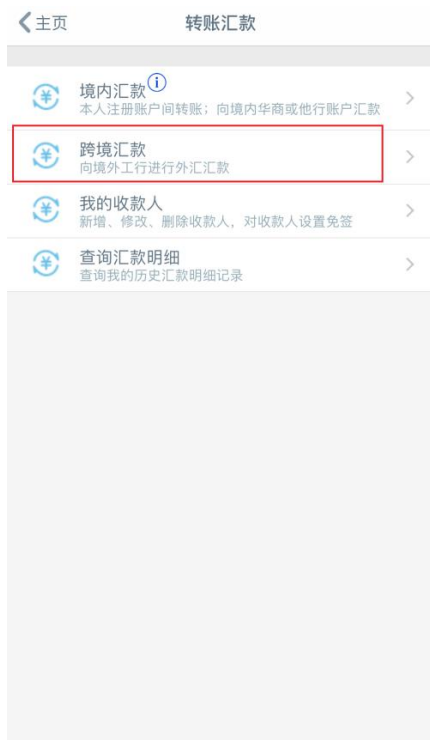 主页
转账汇款
境内汇款
本人注册账户间转账；向境内华商或他行账户汇款
跨境汇款
向境外工行进行外汇汇款
我的收款人
新增、修改、删除收款人，对收款人设置免签
查询汇款明细
查询我的历史汇款明细记录